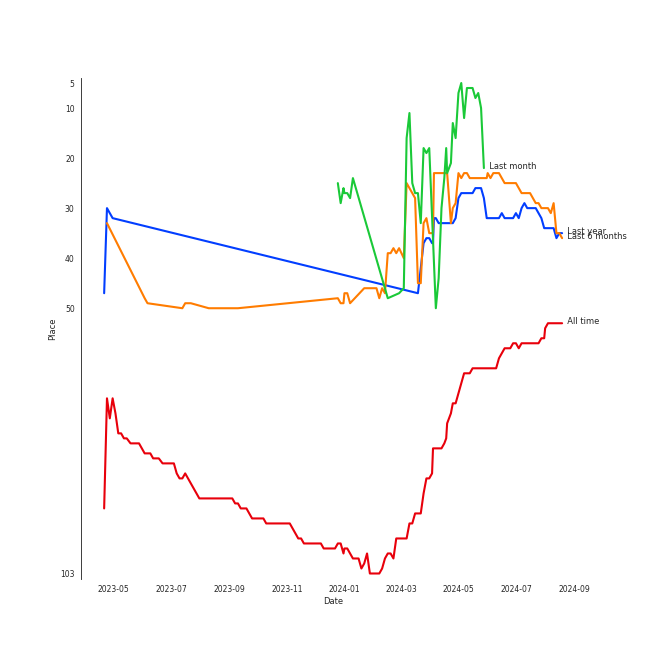 5
10
20
30
40
50
103
Place
Last month
Last year
Last 6 months
All time
2023-05
2023-07
2023-09
2023-11
2024-01
2024-03
2024-05
2024-07
2024-09
Date